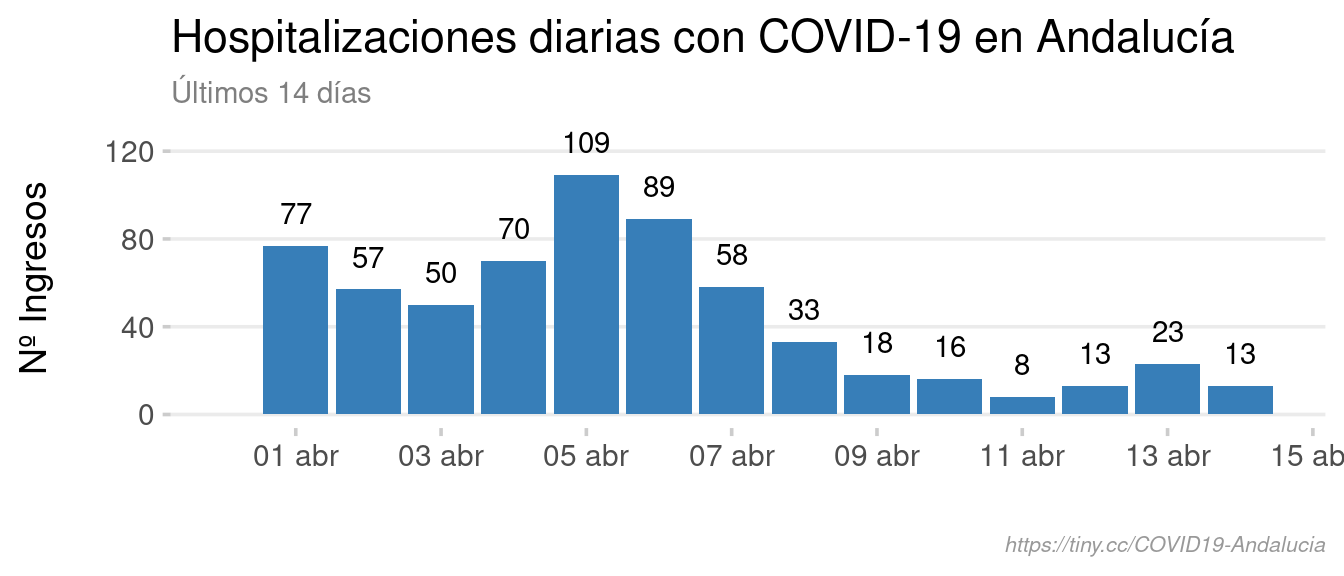 Hospitalizaciones diarias con COVID-19 en Andalucía
Últimos 14 días
Nº Ingresos
120
80
40
0
77
57
50
70
109
89
58
33
18
16
8
13
23
13
01 abr
03 abr
05 abr
07 abr
09 abr
11 abr
13 abr
15 ab
https://tiny.cc/COVID19-Andalucia